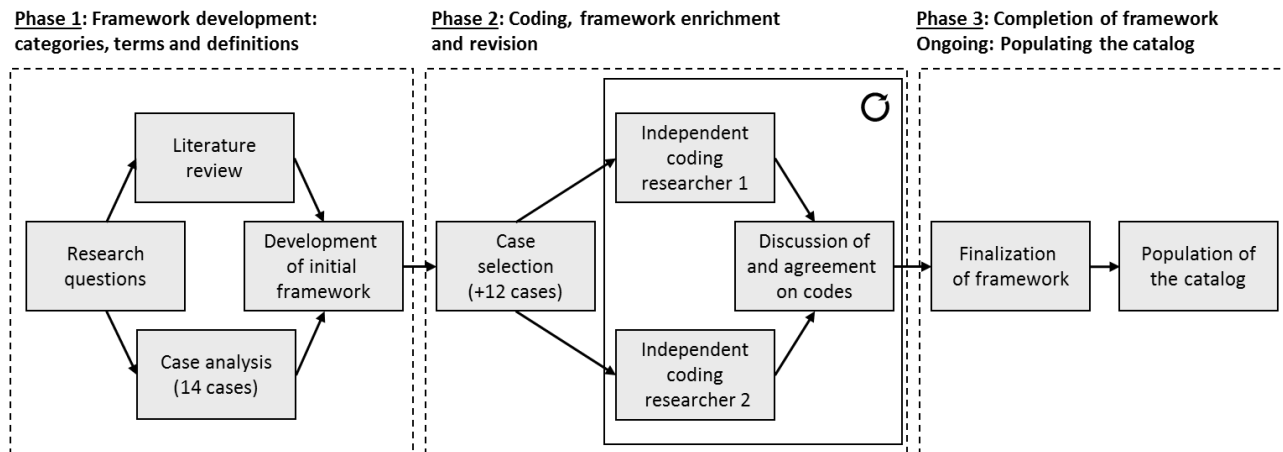 Phase 1: Framework development:
categories, terms and definitions
Phase 2: Coding, framework enrichment
and revision
Phase 3: Completion of framework
Ongoing: Populating the catalog
Literature
review
Research
questions
Development
of initial
framework
Case analysis
(14 cases)
Case
selection
(+12 cases)
Independent
coding
researcher 1
Discussion of
and agreement
on codes
Independent
coding
researcher 2
Finalization
of framework
Population of
the catalog